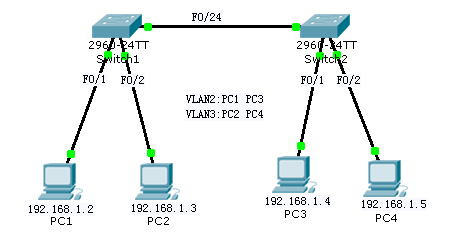 F0/24
2960-24TT
Switch1
2960-24TT
Switch2
F0/1
F0/2
F0/1
F0/2
VLAN2:PC1 PC3
VLAN3:PC2 PC4
192.168.1.2
PC1
192.168.1.3
PC2
192.168.1.4
PC3
192.168.1.5
PC4